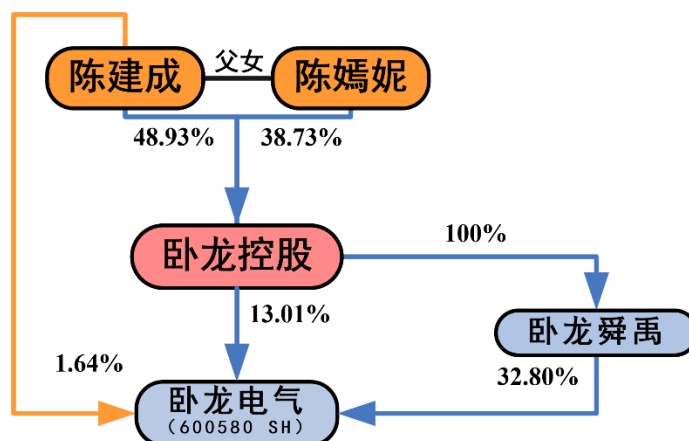 父女
陈建成
陈嫣妮
48.93%
38.73%
卧龙控股
100%
13.01%
卧龙舜禹
1.64%
32.80%
卧龙电气
(600580 SH)